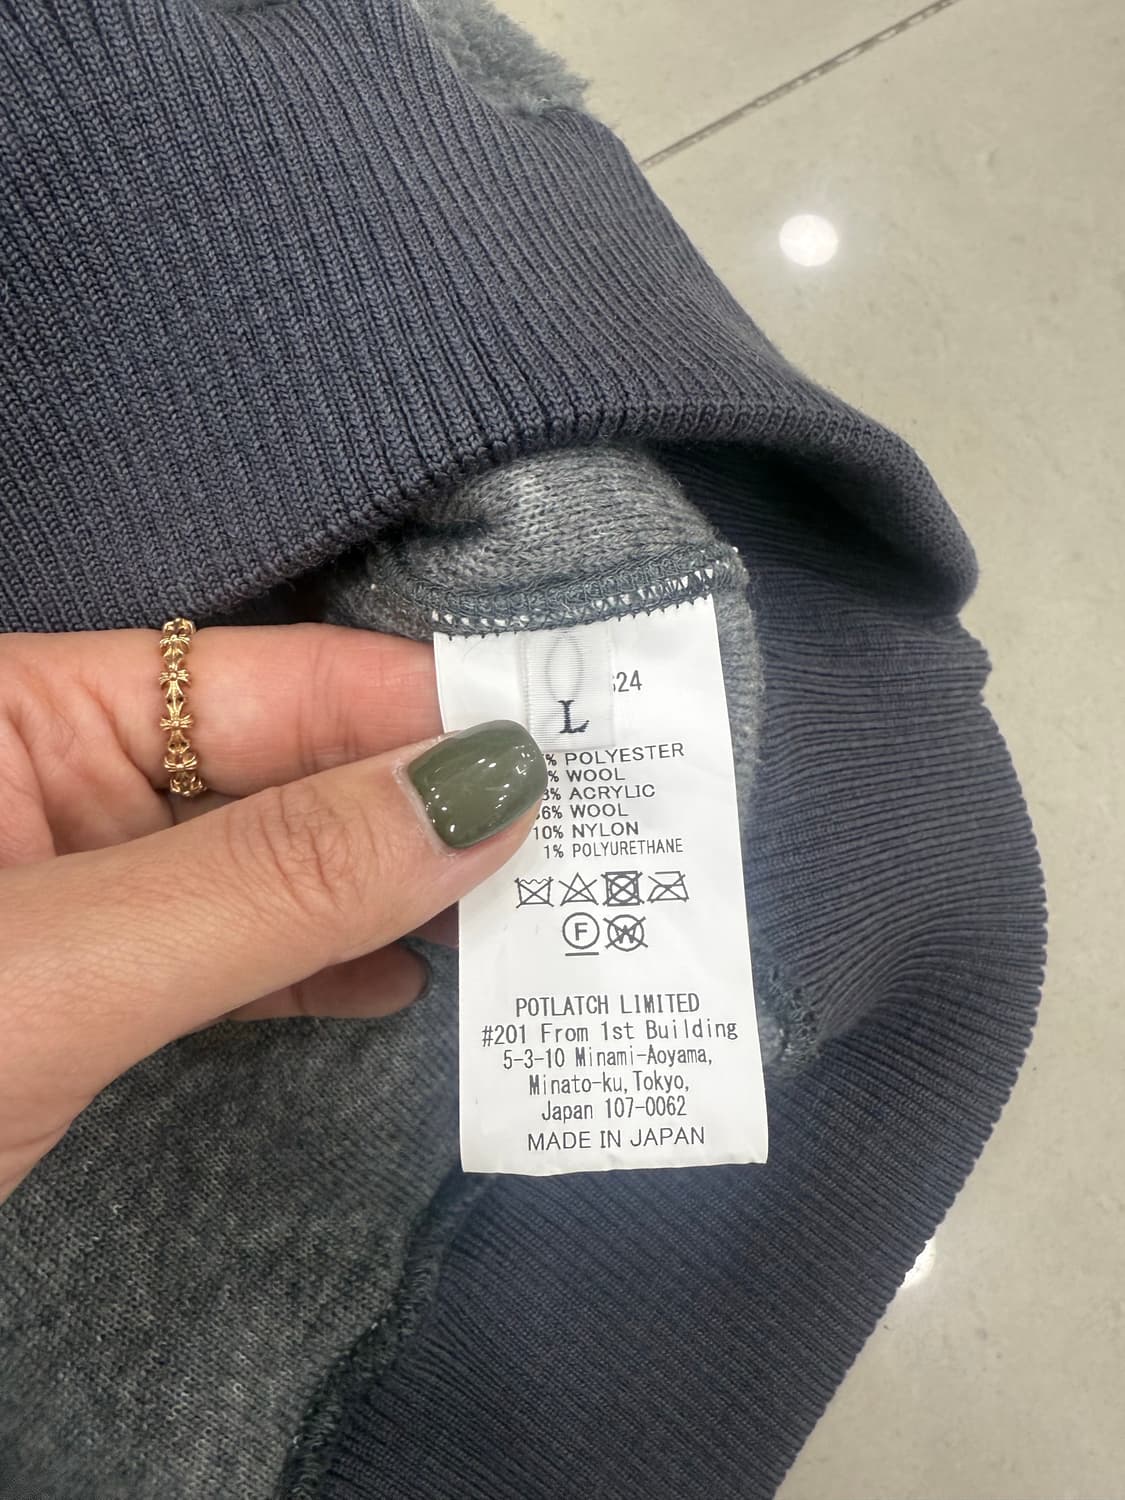 L
% POLYESTER
% WOOL
% ACRYLIC
6% WOOL
10% NYLON
1% POLYURETHANE
F
W
POTLATCH LIMITED
#201 From 1st Building
5-3-10 Minami-Aoyama,
Minato-ku, Tokyo,
Japan 107-0062
MADE IN JAPAN